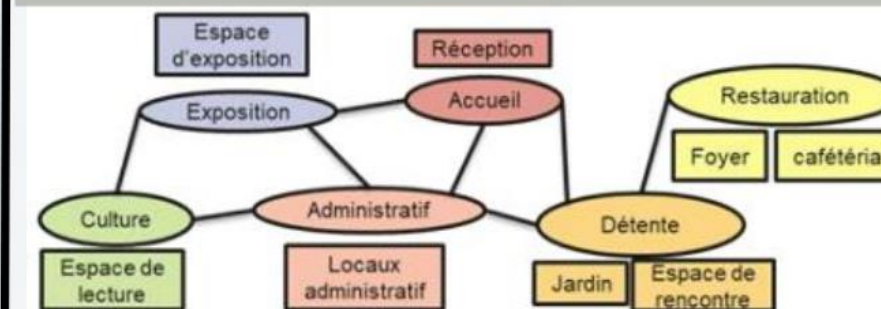 Espace
d'exposition
Réception
Exposition
Accueil
Restauration
Foyer
cafétéria
Culture
Administratif
Détente
Espace de
lecture
Locaux
administratif
Jardin
Espace de
rencontre